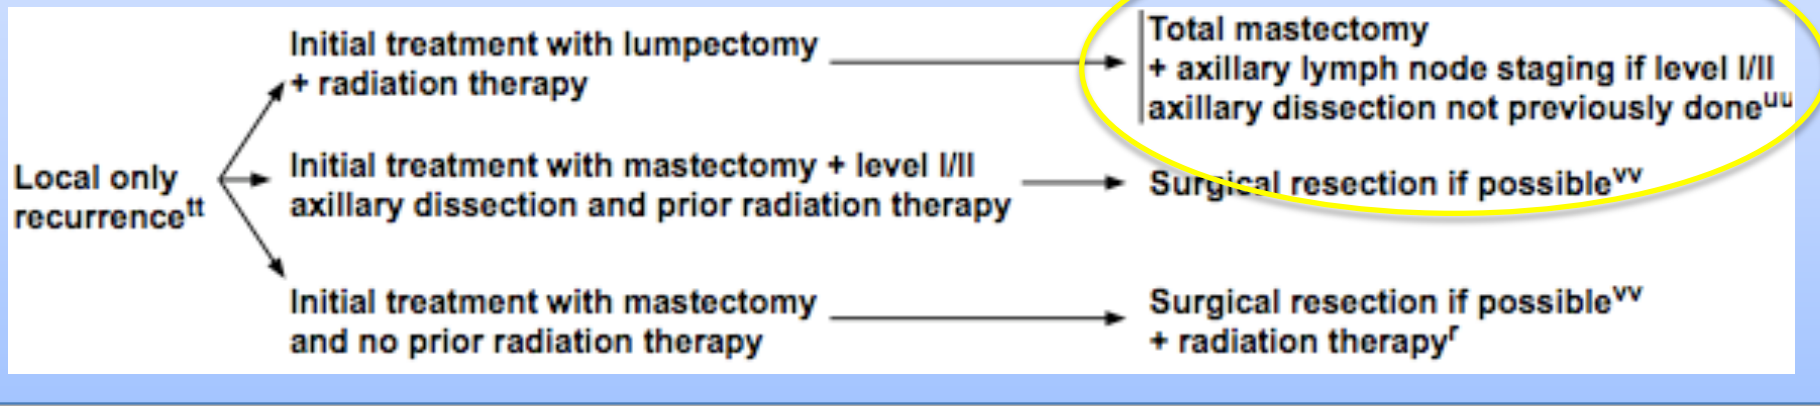 Local only
recurrencett
Initial treatment with lumpectomy
+ radiation therapy
Total mastectomy
+ axillary lymph node staging if level I/II
axillary dissection not previously doneuu
Initial treatment with mastectomy + level I/II
axillary dissection and prior radiation therapy
Surgical resection if possiblevv
Initial treatment with mastectomy
and no prior radiation therapy
Surgical resection if possiblevv
+ radiation therapyr